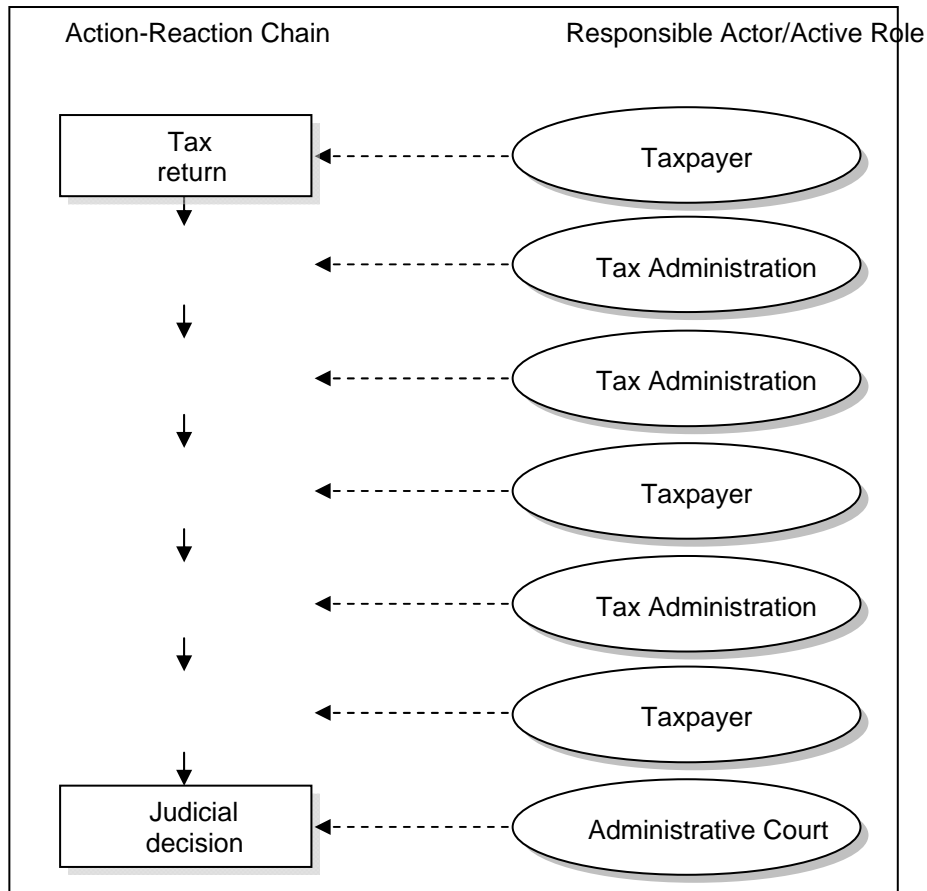 Action-Reaction Chain
Responsible Actor/Active Role
Tax
return
Taxpayer
Tax Administration
Tax Administration
Taxpayer
Tax Administration
Taxpayer
Judicial
decision
Administrative Court